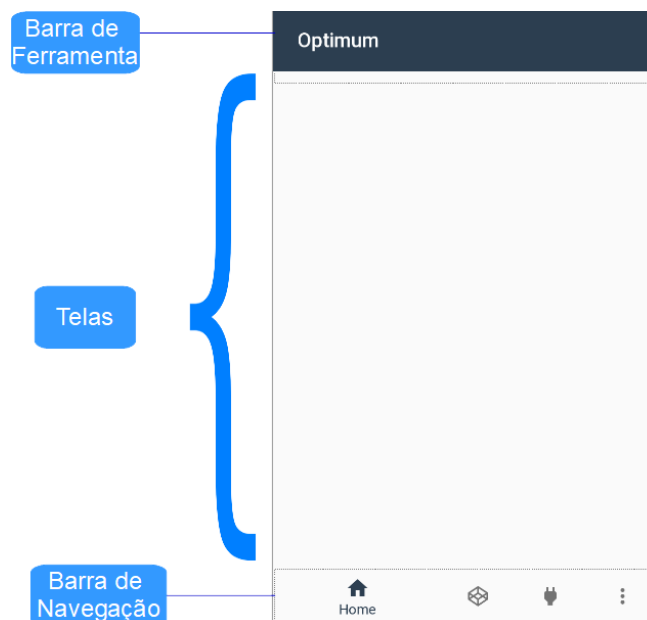 Barra de
Ferramenta
Optimum
Telas
Barra de
Navegação
Home